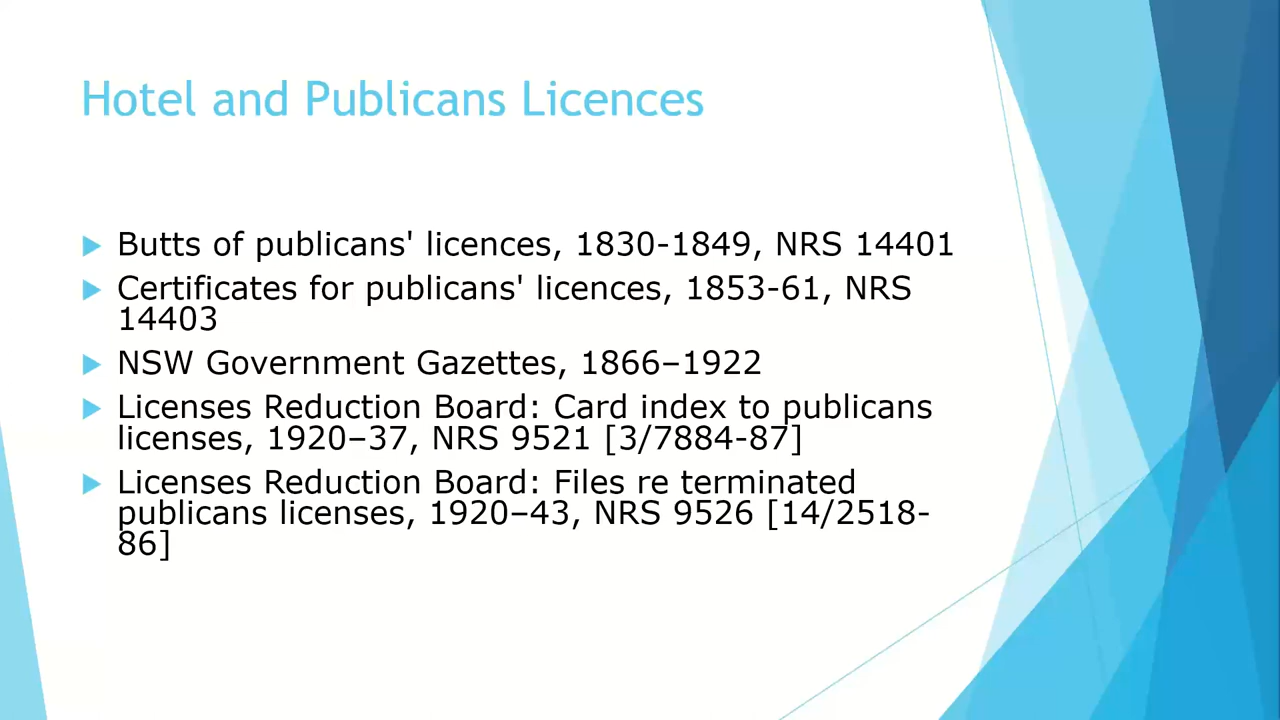 Hotel and Publicans Licences
Butts of publicans' licences, 1830-1849, NRS 14401
Certificates for publicans' licences, 1853-61, NRS
14403
NSW Government Gazettes, 1866–1922
Licenses Reduction Board: Card index to publicans
licenses, 1920–37, NRS 9521 [3/7884-87]
Licenses Reduction Board: Files re terminated
publicans licenses, 1920–43, NRS 9526 [14/2518-
86]